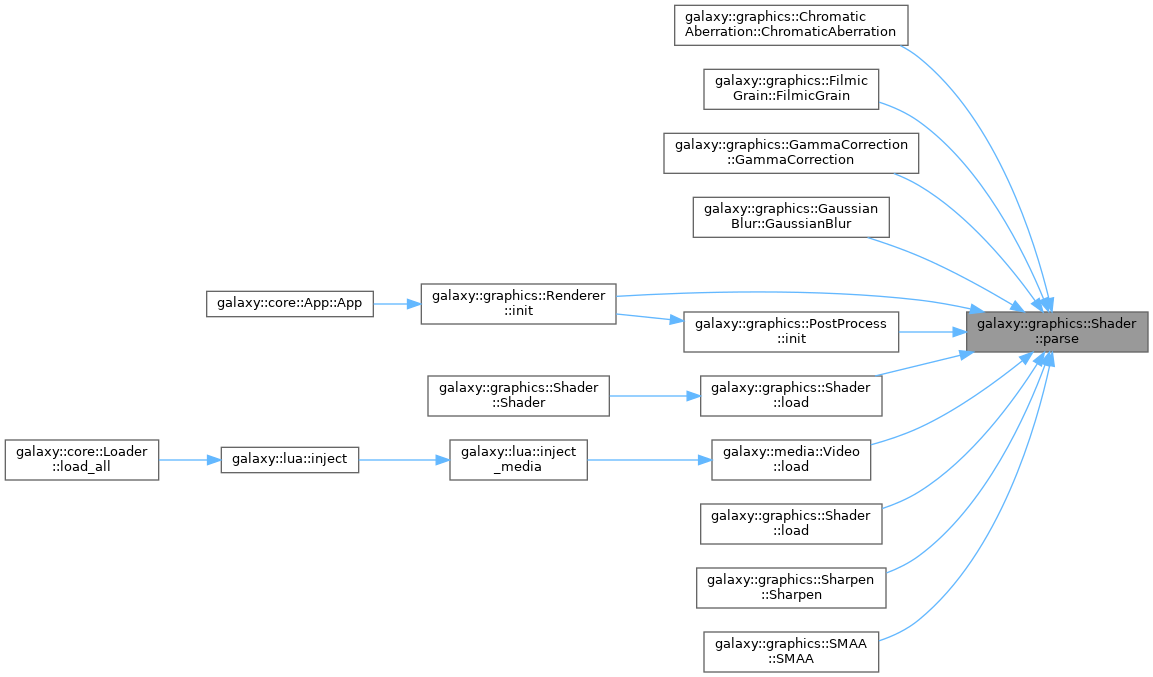 galaxy::graphics::Chromatic
Aberration::ChromaticAberration
galaxy::graphics::Filmic
Grain::FilmicGrain
galaxy::graphics::GammaCorrection
::GammaCorrection
galaxy::graphics::Gaussian
Blur::GaussianBlur
galaxy::core::App::App
galaxy::graphics::Renderer
::init
galaxy::graphics::PostProcess
::init
galaxy::graphics::Shader
::parse
galaxy::graphics::Shader
::Shader
galaxy::graphics::Shader
::load
galaxy::core::Loader
::load_all
galaxy::lua::inject
galaxy::lua::inject
_media
galaxy::media::Video
::load
galaxy::graphics::Shader
::load
galaxy::graphics::Sharpen
::Sharpen
galaxy::graphics::SMAA
::SMAA